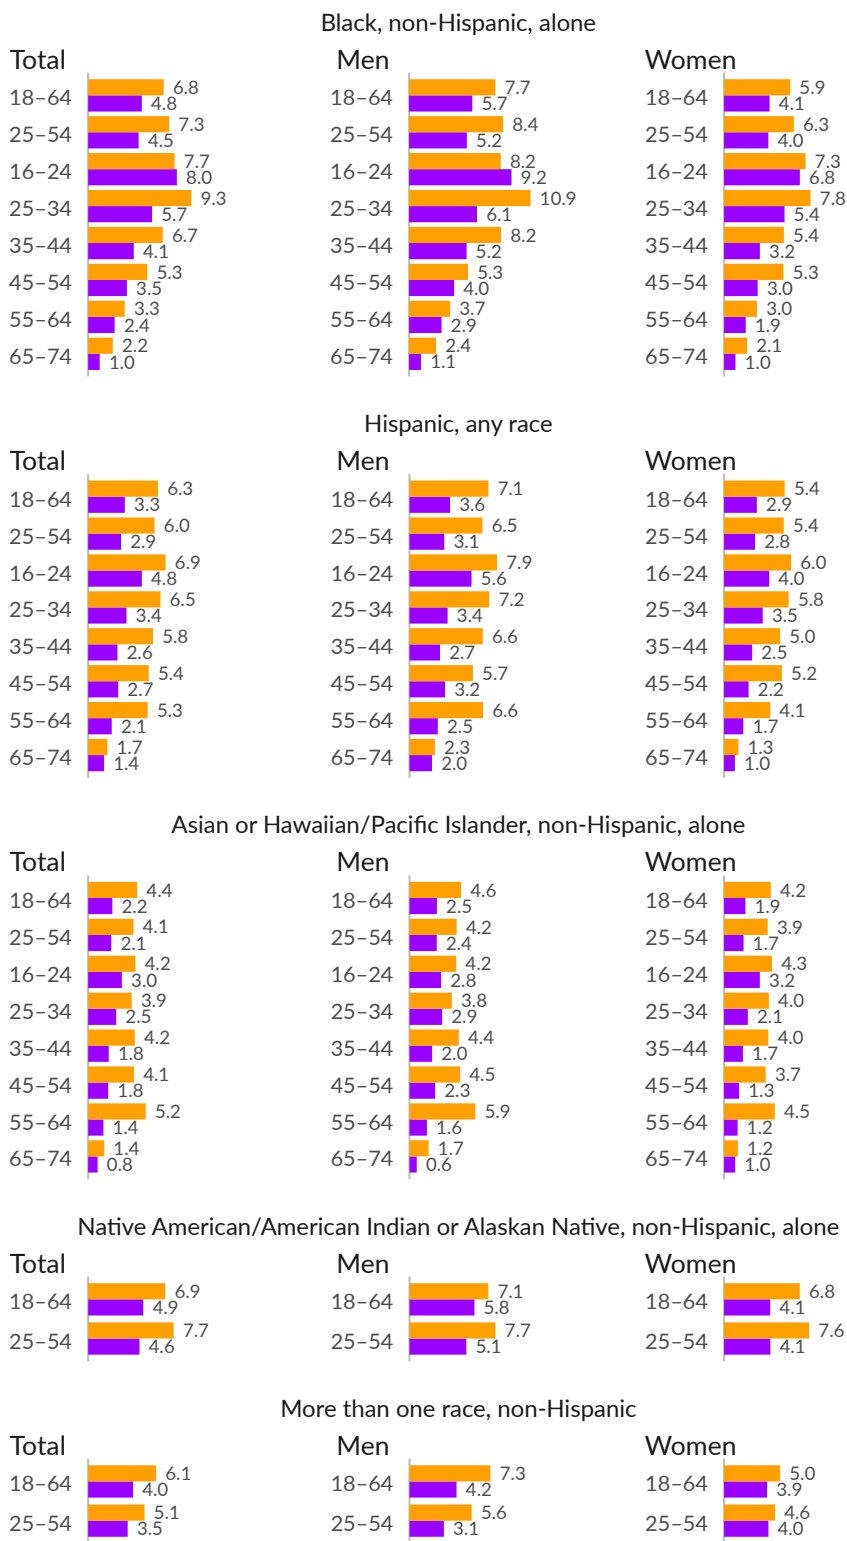 Black, non-Hispanic, alone
Total Men Women
6.8 7.7 5.9
18–64 18–64 18–64
4.8 5.7 4.1
7.3 8.4 6.3
25–54 25–54 25–54
4.5 5.2 4.0
7.7 8.2 7.3
16–24 16–24 16–24
8.0 9.2 6.8
9.3 10.9 7.8
25–34 25–34 25–34
5.7 6.1 5.4
6.7 8.2 5.4
35–44 35–44 35–44
4.1 5.2 3.2
5.3 5.3 5.3
45–54 45–54 45–54
3.5 4.0 3.0
3.3 3.7 3.0
55–64 55–64 55–64
2.4 2.9 1.9
2.2 2.4 2.1
65–74 65–74 65–74
1.0 1.1 1.0
Hispanic, any race
Total Men Women
6.3 7.1 5.4
18–64 18–64 18–64
3.3 3.6 2.9
6.0 6.5 5.4
25–54 25–54 25–54
2.9 3.1 2.8
6.9 7.9 6.0
16–24 16–24 16–24
4.8 5.6 4.0
6.5 7.2 5.8
25–34 25–34 25–34
3.4 3.4 3.5
5.8 6.6 5.0
35–44 35–44 35–44
2.6 2.7 2.5
5.4 5.7 5.2
45–54 45–54 45–54
2.7 3.2 2.2
5.3 6.6 4.1
55–64 55–64 55–64
2.1 2.5 1.7
1.7 2.3 1.3
65–74 65–74 65–74
1.4 2.0 1.0
Asian or Hawaiian/Pacific Islander, non-Hispanic, alone
Total Men Women
4.4 4.6 4.2
18–64 18–64 18–64
2.2 2.5 1.9
4.1 4.2 3.9
25–54 25–54 25–54
2.1 2.4 1.7
4.2 4.2 4.3
16–24 16–24 16–24
3.0 2.8 3.2
3.9 3.8 4.0
25–34 25–34 25–34
2.5 2.9 2.1
4.2 4.4 4.0
35–44 35–44 35–44
1.8 2.0 1.7
4.1 4.5 3.7
45–54 45–54 45–54
1.8 2.3 1.3
5.2 5.9 4.5
55–64 55–64 55–64
1.4 1.6 1.2
1.4 1.7 1.2
65–74 65–74 65–74
0.8 0.6 1.0
Native American/American Indian or Alaskan Native, non-Hispanic, alone
Total Men Women
6.9 7.1 6.8
18–64 18–64 18–64
4.9 5.8 4.1
7.7 7.7 7.6
25–54 25–54 25–54
4.6 5.1 4.1
More than one race, non-Hispanic
Total Men Women
6.1 7.3 5.0
18–64 18–64 18–64
4.0 4.2 3.9
5.1 5.6 4.6
25–54 25–54 25–54
3.5 3.1 4.0